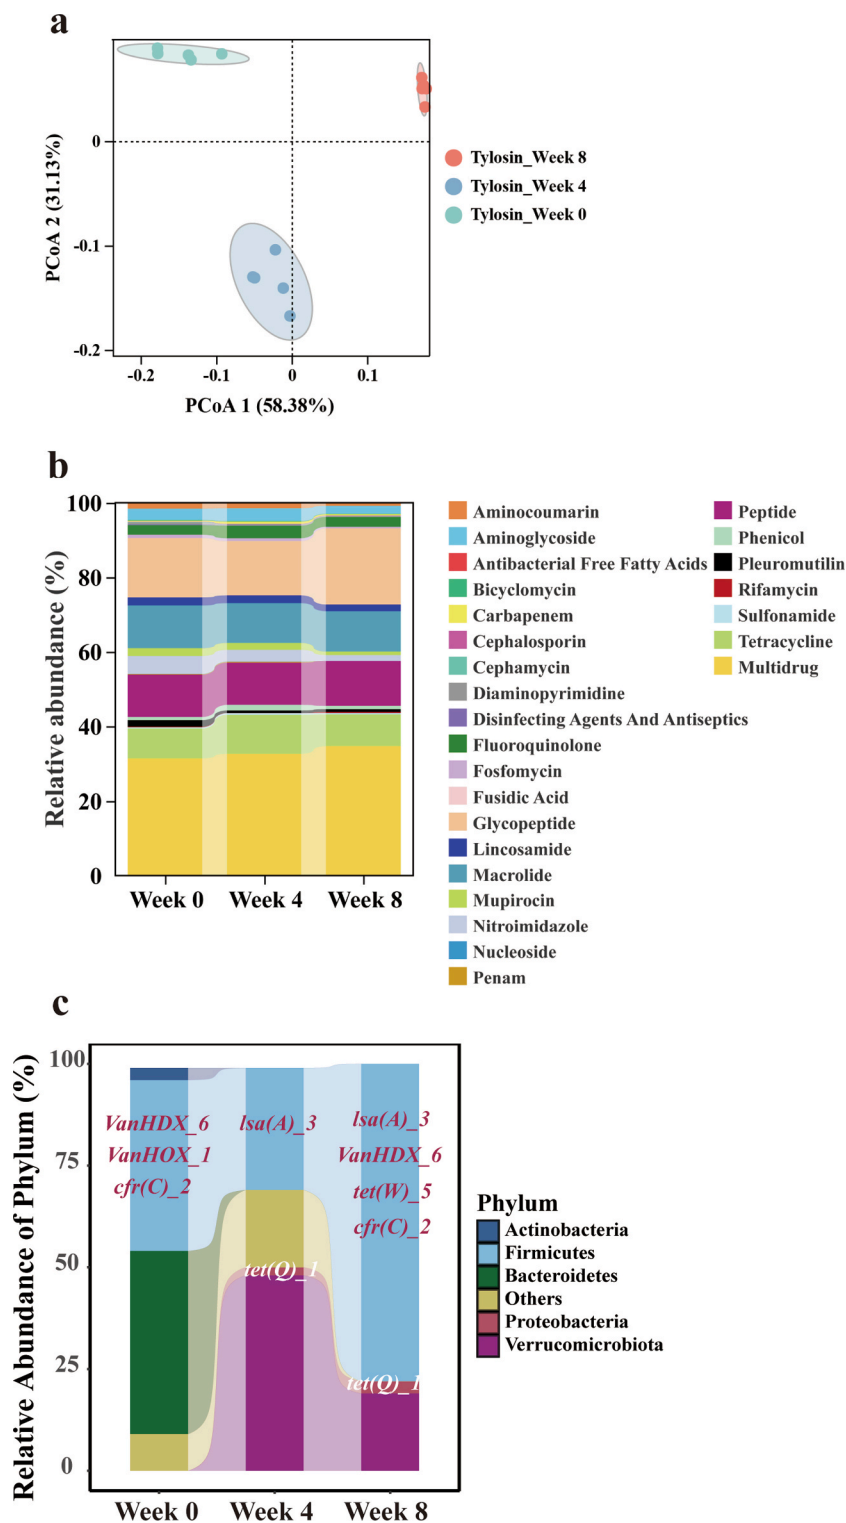 a
0
-0.1
-0.2
PCoA 2 (31.13%)
-0.2
-0.1
0
0.1
PCoA 1 (58.38%)
Tylosin_Week 8
Tylosin_Week 4
Tylosin_Week 0
b
100
80
60
40
20
0
Relative abundance (%)
Week 0
Week 4
Week 8
Aminocoumarin
Aminoglycoside
Antibacterial Free Fatty Acids
Bicyclomycin
Carbapenem
Cephalosporin
Cephamycin
Diaminopyrimidine
Disinfecting Agents And Antiseptics
Fluoroquinolone
Fosfomycin
Fusidic Acid
Glycopeptide
Lincosamide
Macrolide
Mupirocin
Nitroimidazole
Nucleoside
Penam
Peptide
Phenicol
Pleuromutilin
Rifamycin
Sulfonamide
Tetracycline
Multidrug
c
100
75
50
25
0
Relative Abundance of Phylum (%)
VanHDX_6
VanHOX_1
cfr(C)_2
lsa(A)_3
tet(Q)_1
lsa(A)_3
VanHDX_6
tet(W)_5
cfr(C)_2
tet(Q)_1
Week 0
Week 4
Week 8
Phylum
Actinobacteria
Firmicutes
Bacteroidetes
Others
Proteobacteria
Verrucomicrobiota